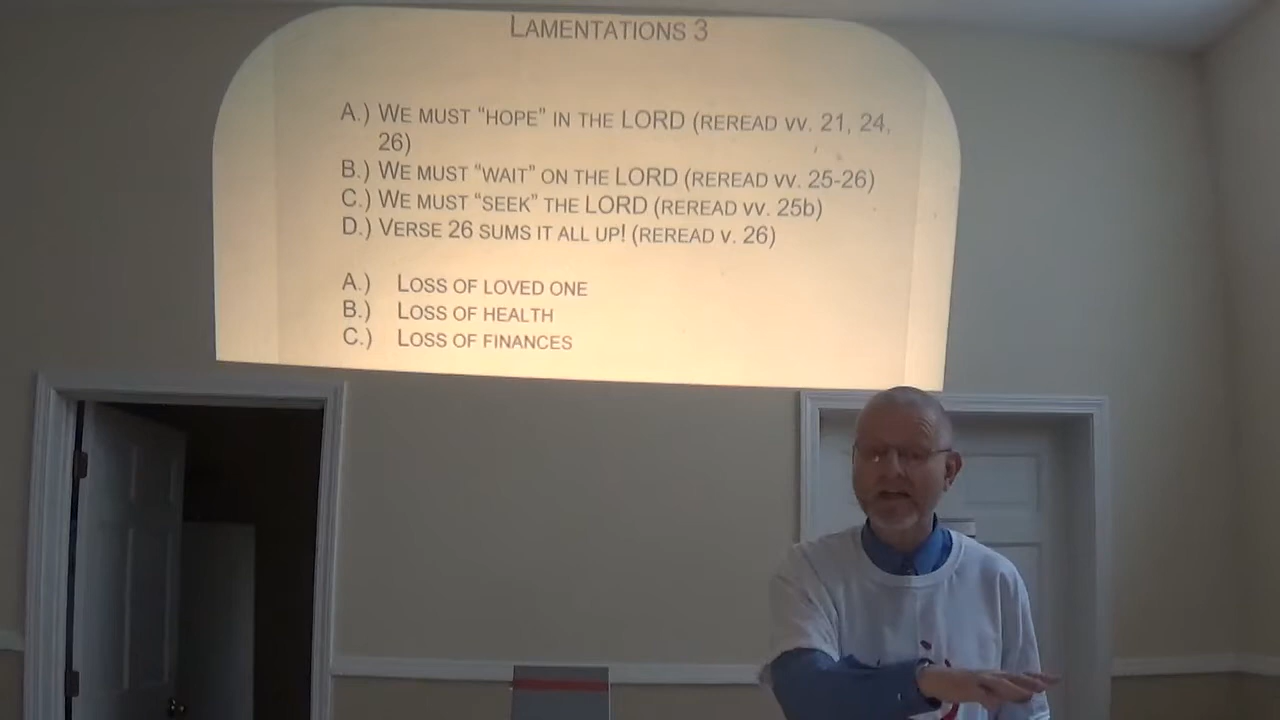 LAMENTATIONS 3
A.) WE MUST “HOPE” IN THE LORD (REREAD VV. 21, 24,
26)
B.) WE MUST “WAIT” ON THE LORD (REREAD VV. 25-26)
C.) WE MUST “SEEK” THE LORD (REREAD VV. 25b)
D.) VERSE 26 SUMS IT ALL UP! (REREAD V. 26)
A.) LOSS OF LOVED ONE
B.) LOSS OF HEALTH
C.) LOSS OF FINANCES